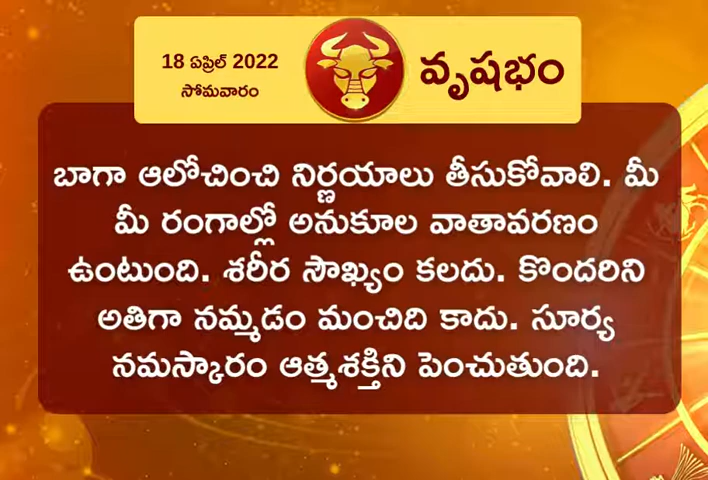 18 ఏప్రిల్ 2022
సోమవారం
వృషభం
బాగా ఆలోచించి నిర్ణయాలు తీసుకోవాలి. మీ
మీ రంగాల్లో అనుకూల వాతావరణం
ఉంటుంది. శరీర సౌఖ్యం కలదు. కొందరిని
అతిగా నమ్మడం మంచిది కాదు. సూర్య
నమస్కారం ఆత్మశక్తిని పెంచుతుంది.